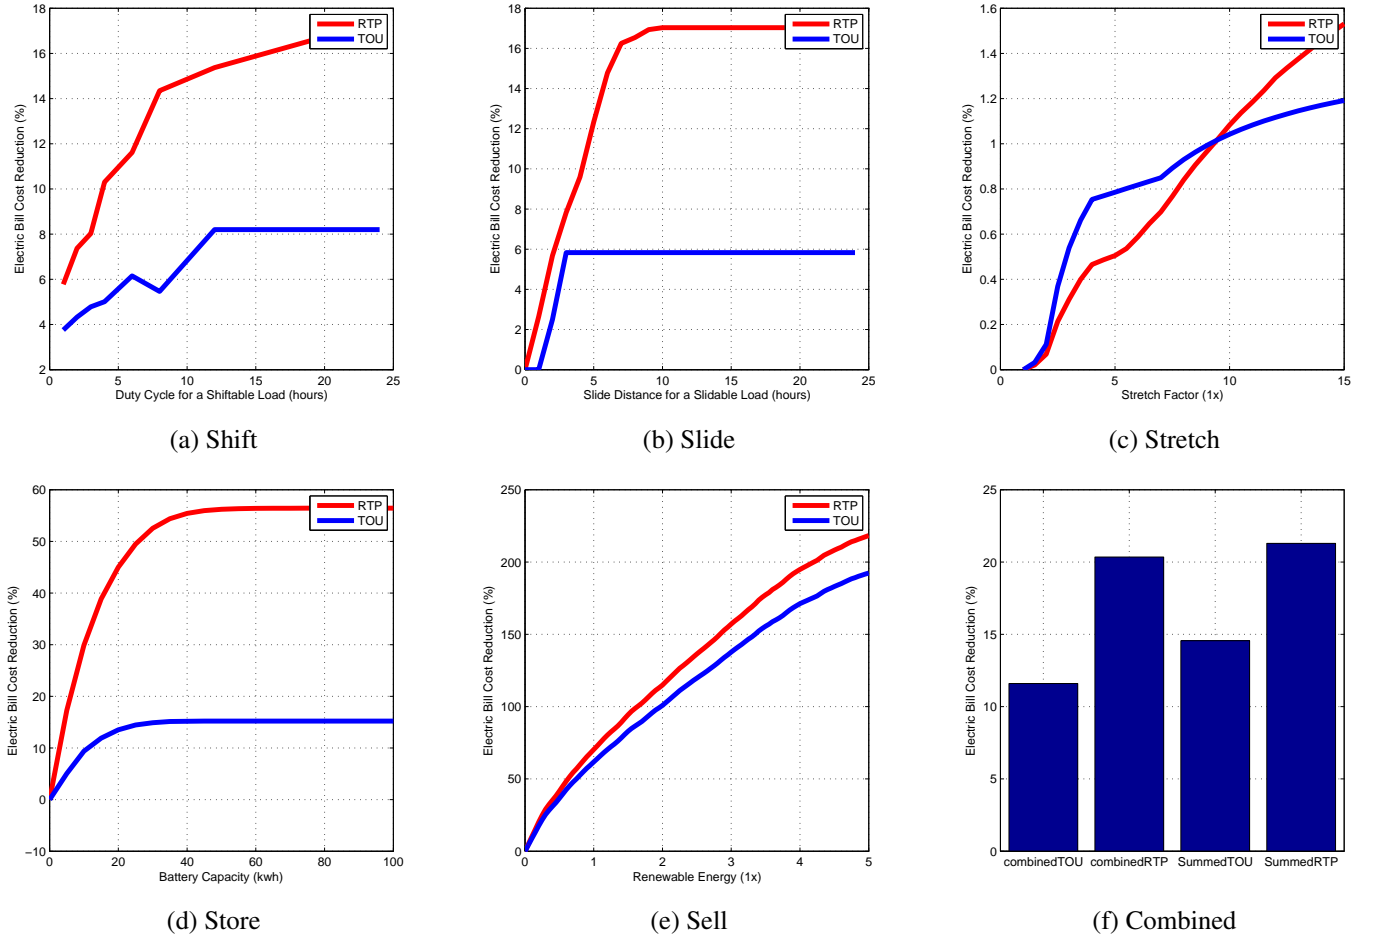 18
16
14
12
10
8
6
4
2
Electric Bill Cost Reduction (%)
RTP
TOU
0 5 10 15 20 25
Duty Cycle for a Shiftable Load (hours)
(a) Shift
18
16
14
12
10
8
6
4
2
0
Electric Bill Cost Reduction (%)
RTP
TOU
0 5 10 15 20 25
Slide Distance for a Slidable Load (hours)
(b) Slide
1.6
1.4
1.2
1
0.8
0.6
0.4
0.2
0
Electric Bill Cost Reduction (%)
RTP
TOU
0 5 10 15
Stretch Factor (1x)
(c) Stretch
60
50
40
30
20
10
0
−10
Electric Bill Cost Reduction (%)
RTP
TOU
0 20 40 60 80 100
Battery Capacity (kwh)
(d) Store
250
200
150
100
50
0
Electric Bill Cost Reduction (%)
RTP
TOU
0 1 2 3 4 5
Renewable Energy (1x)
(e) Sell
25
20
15
10
5
0
Electric Bill Cost Reduction (%)
combinedTOU combinedRTP SummedTOU SummedRTP
(f) Combined